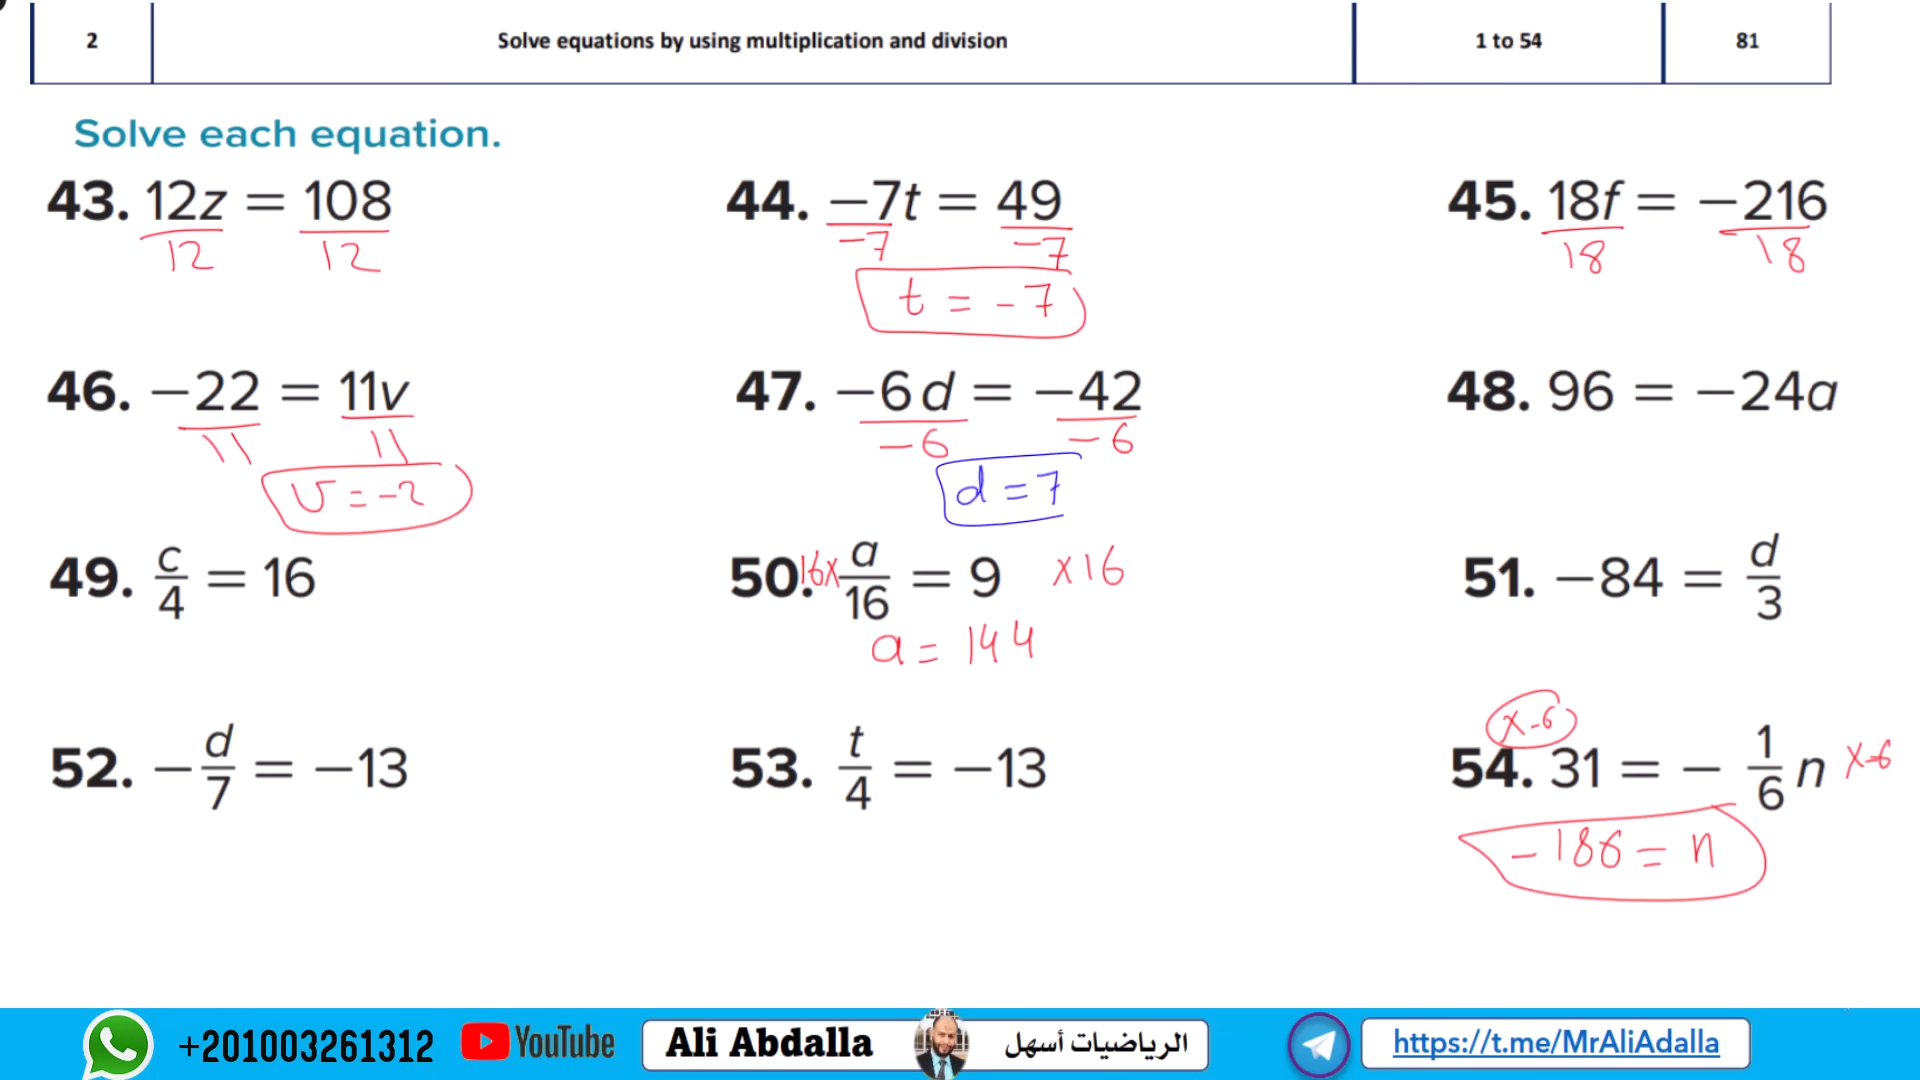 2 Solve equations by using multiplication and division 1 to 54 81
Solve each equation.
43. 12z = 108
12 12
44. −7t = 49
−7 −7
t = −7
45. 18f = −216
18 18
46. −22 = 11v
11 11
v = −2
47. −6d = −42
−6 −6
d = 7
48. 96 = −24a
49. c/4 = 16
50. 16x a/16 = 9 x16
a = 144
51. −84 = d/3
52. −d/7 = −13
53. t/4 = −13
x−6
54. 31 = − 1/6 n x−6
−186 = n
+201003261312 YouTube Ali Abdalla الرياضيات أسهل https://t.me/MrAliAdalla